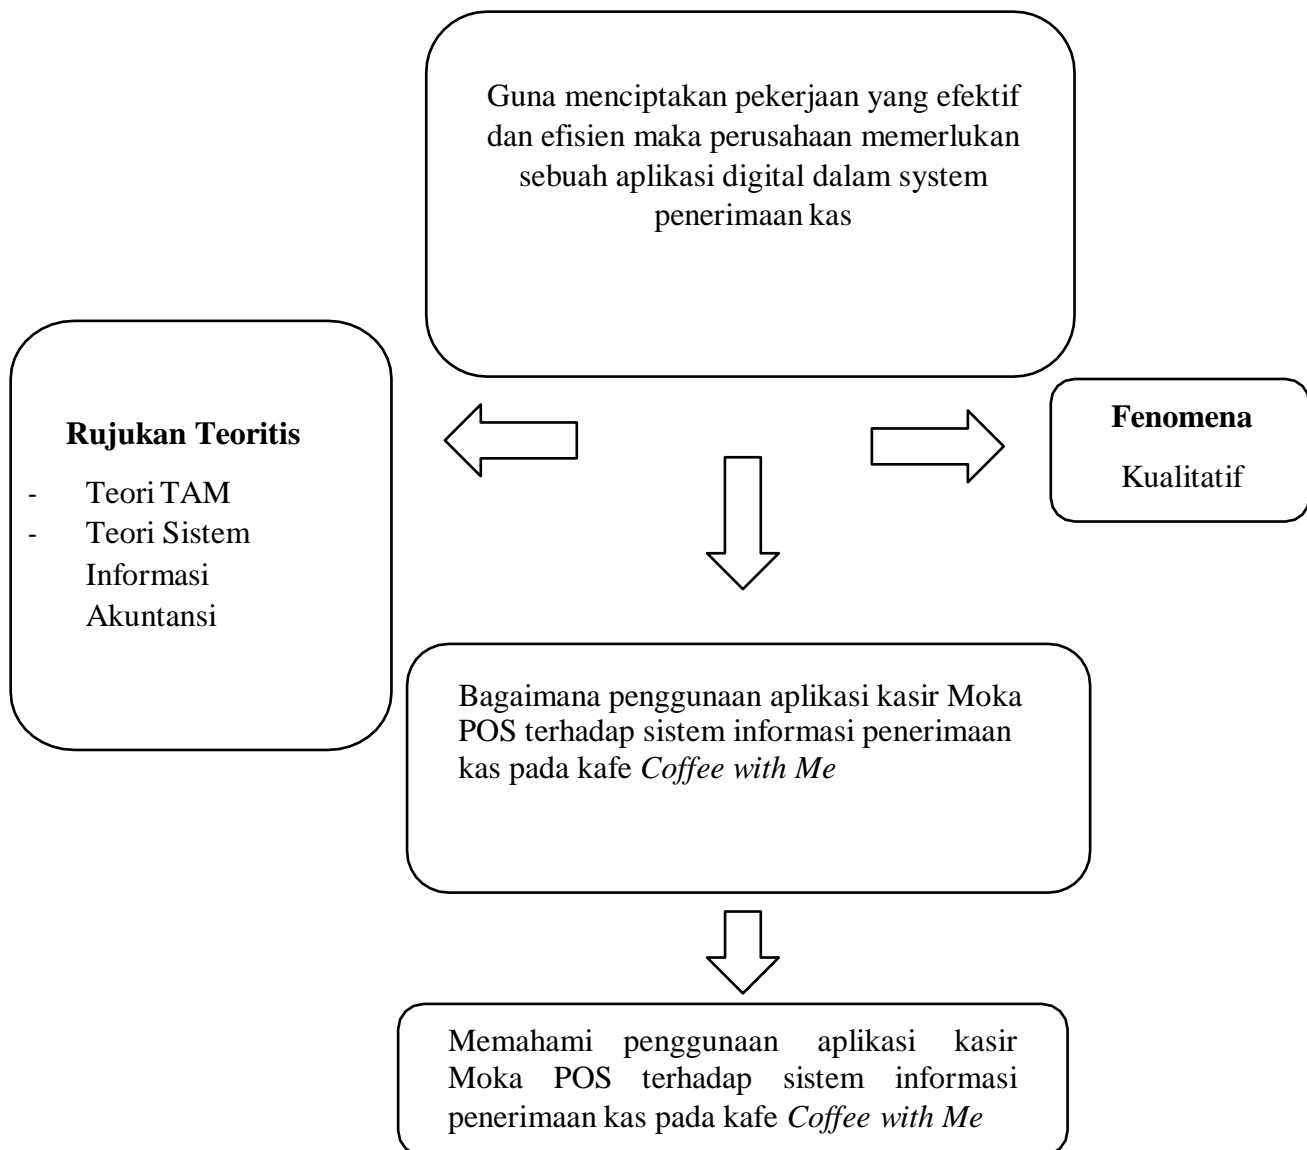 Guna menciptakan pekerjaan yang efektif
dan efisien maka perusahaan memerlukan
sebuah aplikasi digital dalam system
penerimaan kas
Rujukan Teoritis
- Teori TAM
- Teori Sistem
Informasi
Akuntansi
Fenomena
Kualitatif
Bagaimana penggunaan aplikasi kasir Moka
POS terhadap sistem informasi penerimaan
kas pada kafe Coffee with Me
Memahami penggunaan aplikasi kasir
Moka POS terhadap sistem informasi
penerimaan kas pada kafe Coffee with Me